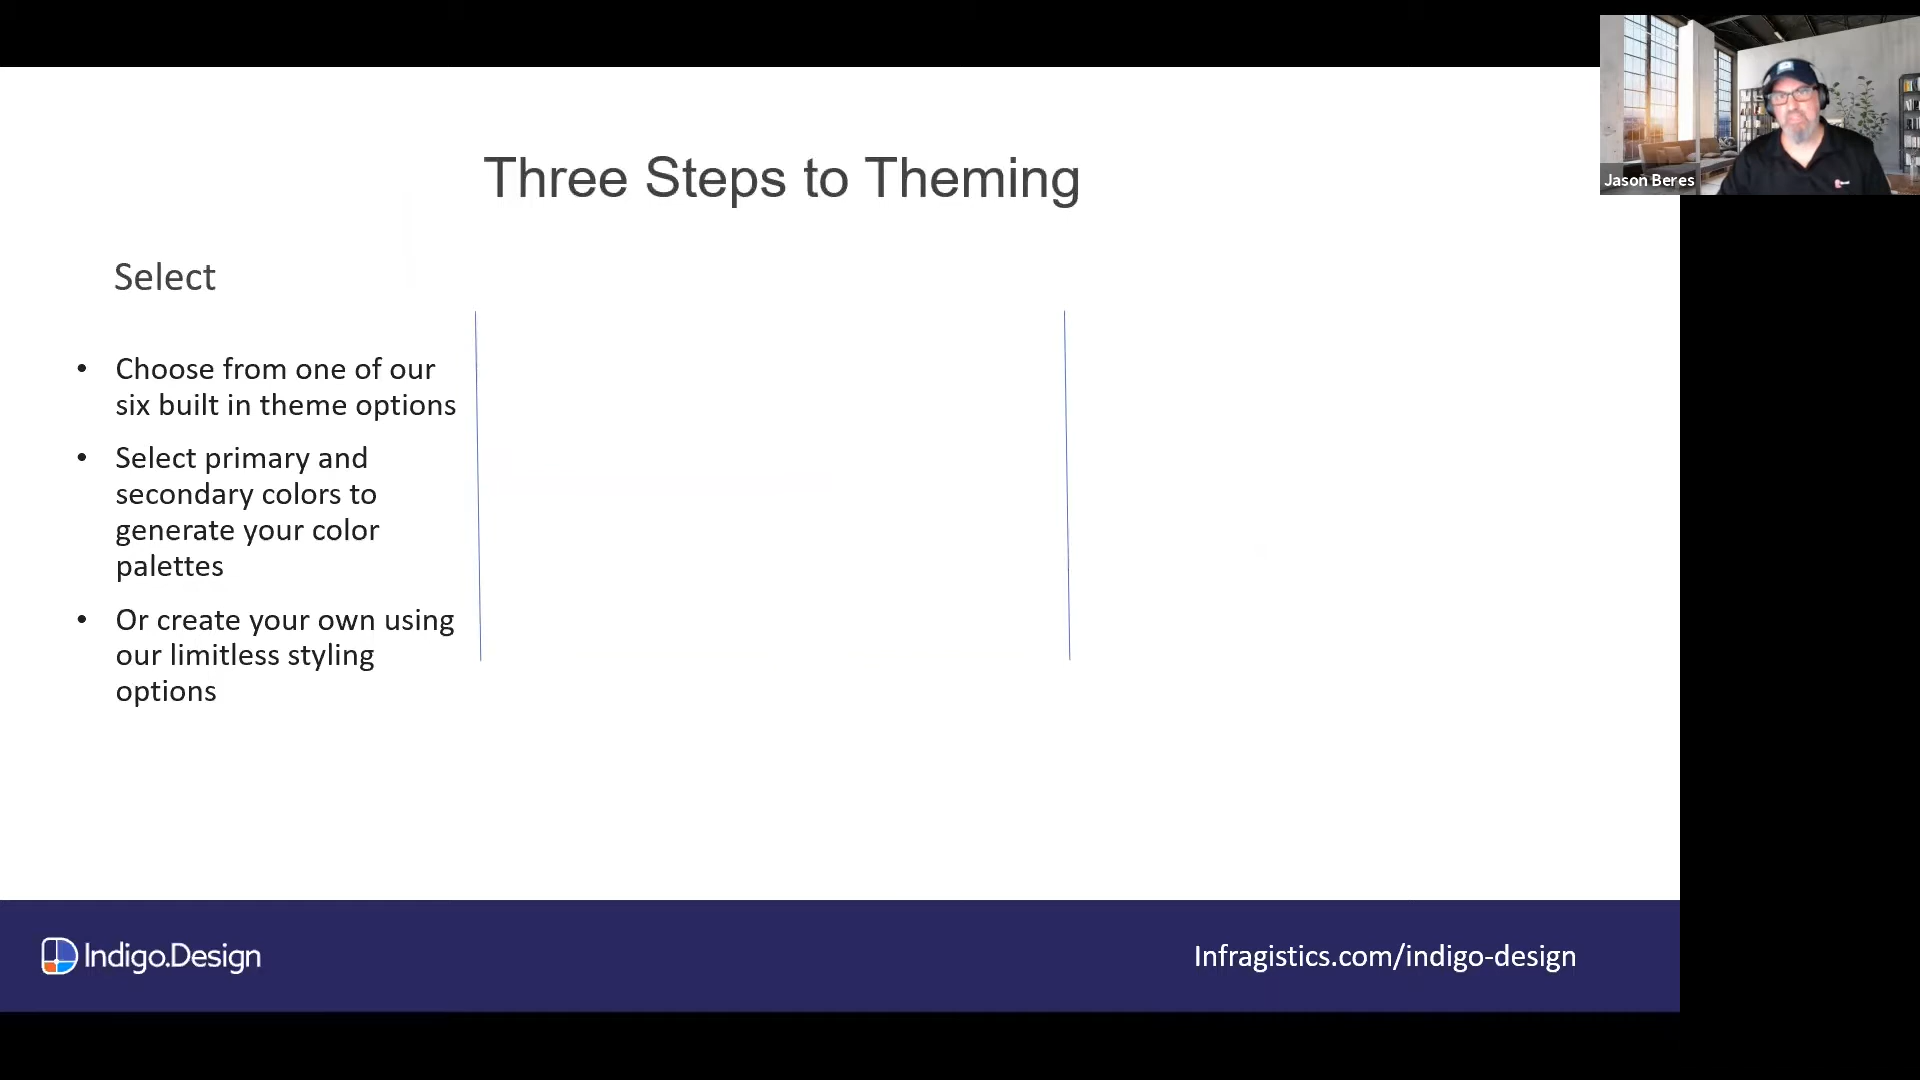 Jason Beres
Three Steps to Theming
Select
• Choose from one of our
six built in theme options
• Select primary and
secondary colors to
generate your color
palettes
• Or create your own using
our limitless styling
options
Indigo.Design
Infragistics.com/indigo-design